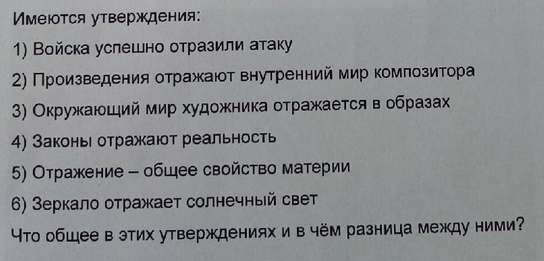 Имеются утверждения:
1) Войска успешно отразили атаку
2) Произведения отражают внутренний мир композитора
3) Окружающий мир художника отражается в образах
4) Законы отражают реальность
5) Отражение – общее свойство материи
6) Зеркало отражает солнечный свет
Что общее в этих утверждениях и в чём разница между ними?